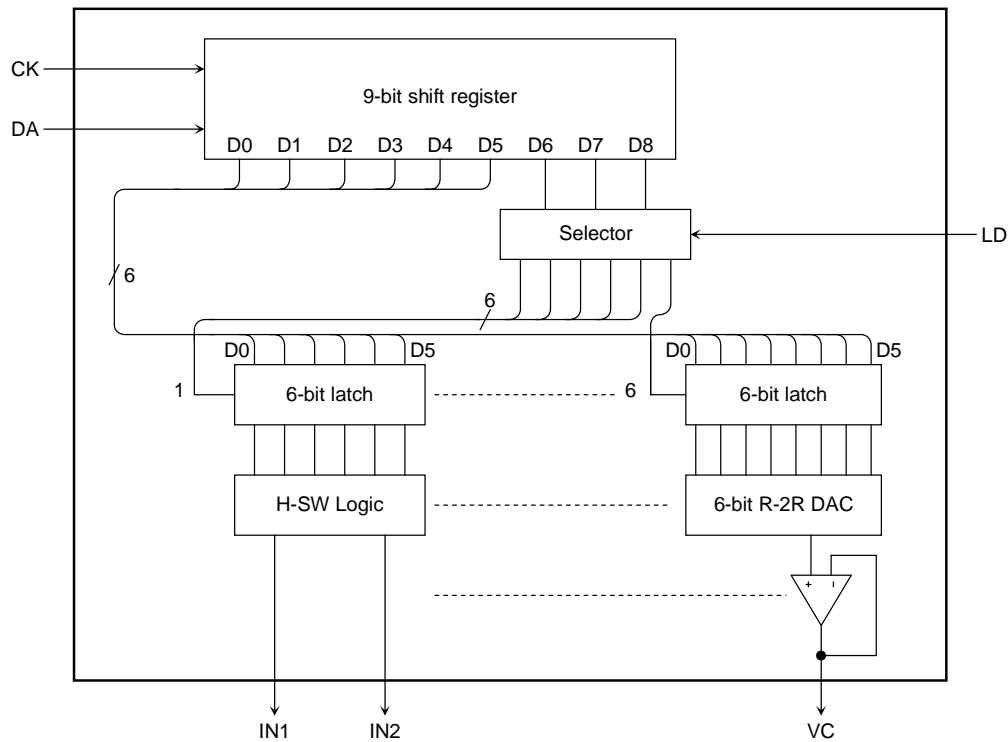 CK
9-bit shift register
DA
D0 D1 D2 D3 D4 D5 D6 D7 D8
Selector
LD
6
6
D0 D5 D0 D5
1 6-bit latch 6 6-bit latch
H-SW Logic 6-bit R-2R DAC
+ −
IN1 IN2 VC